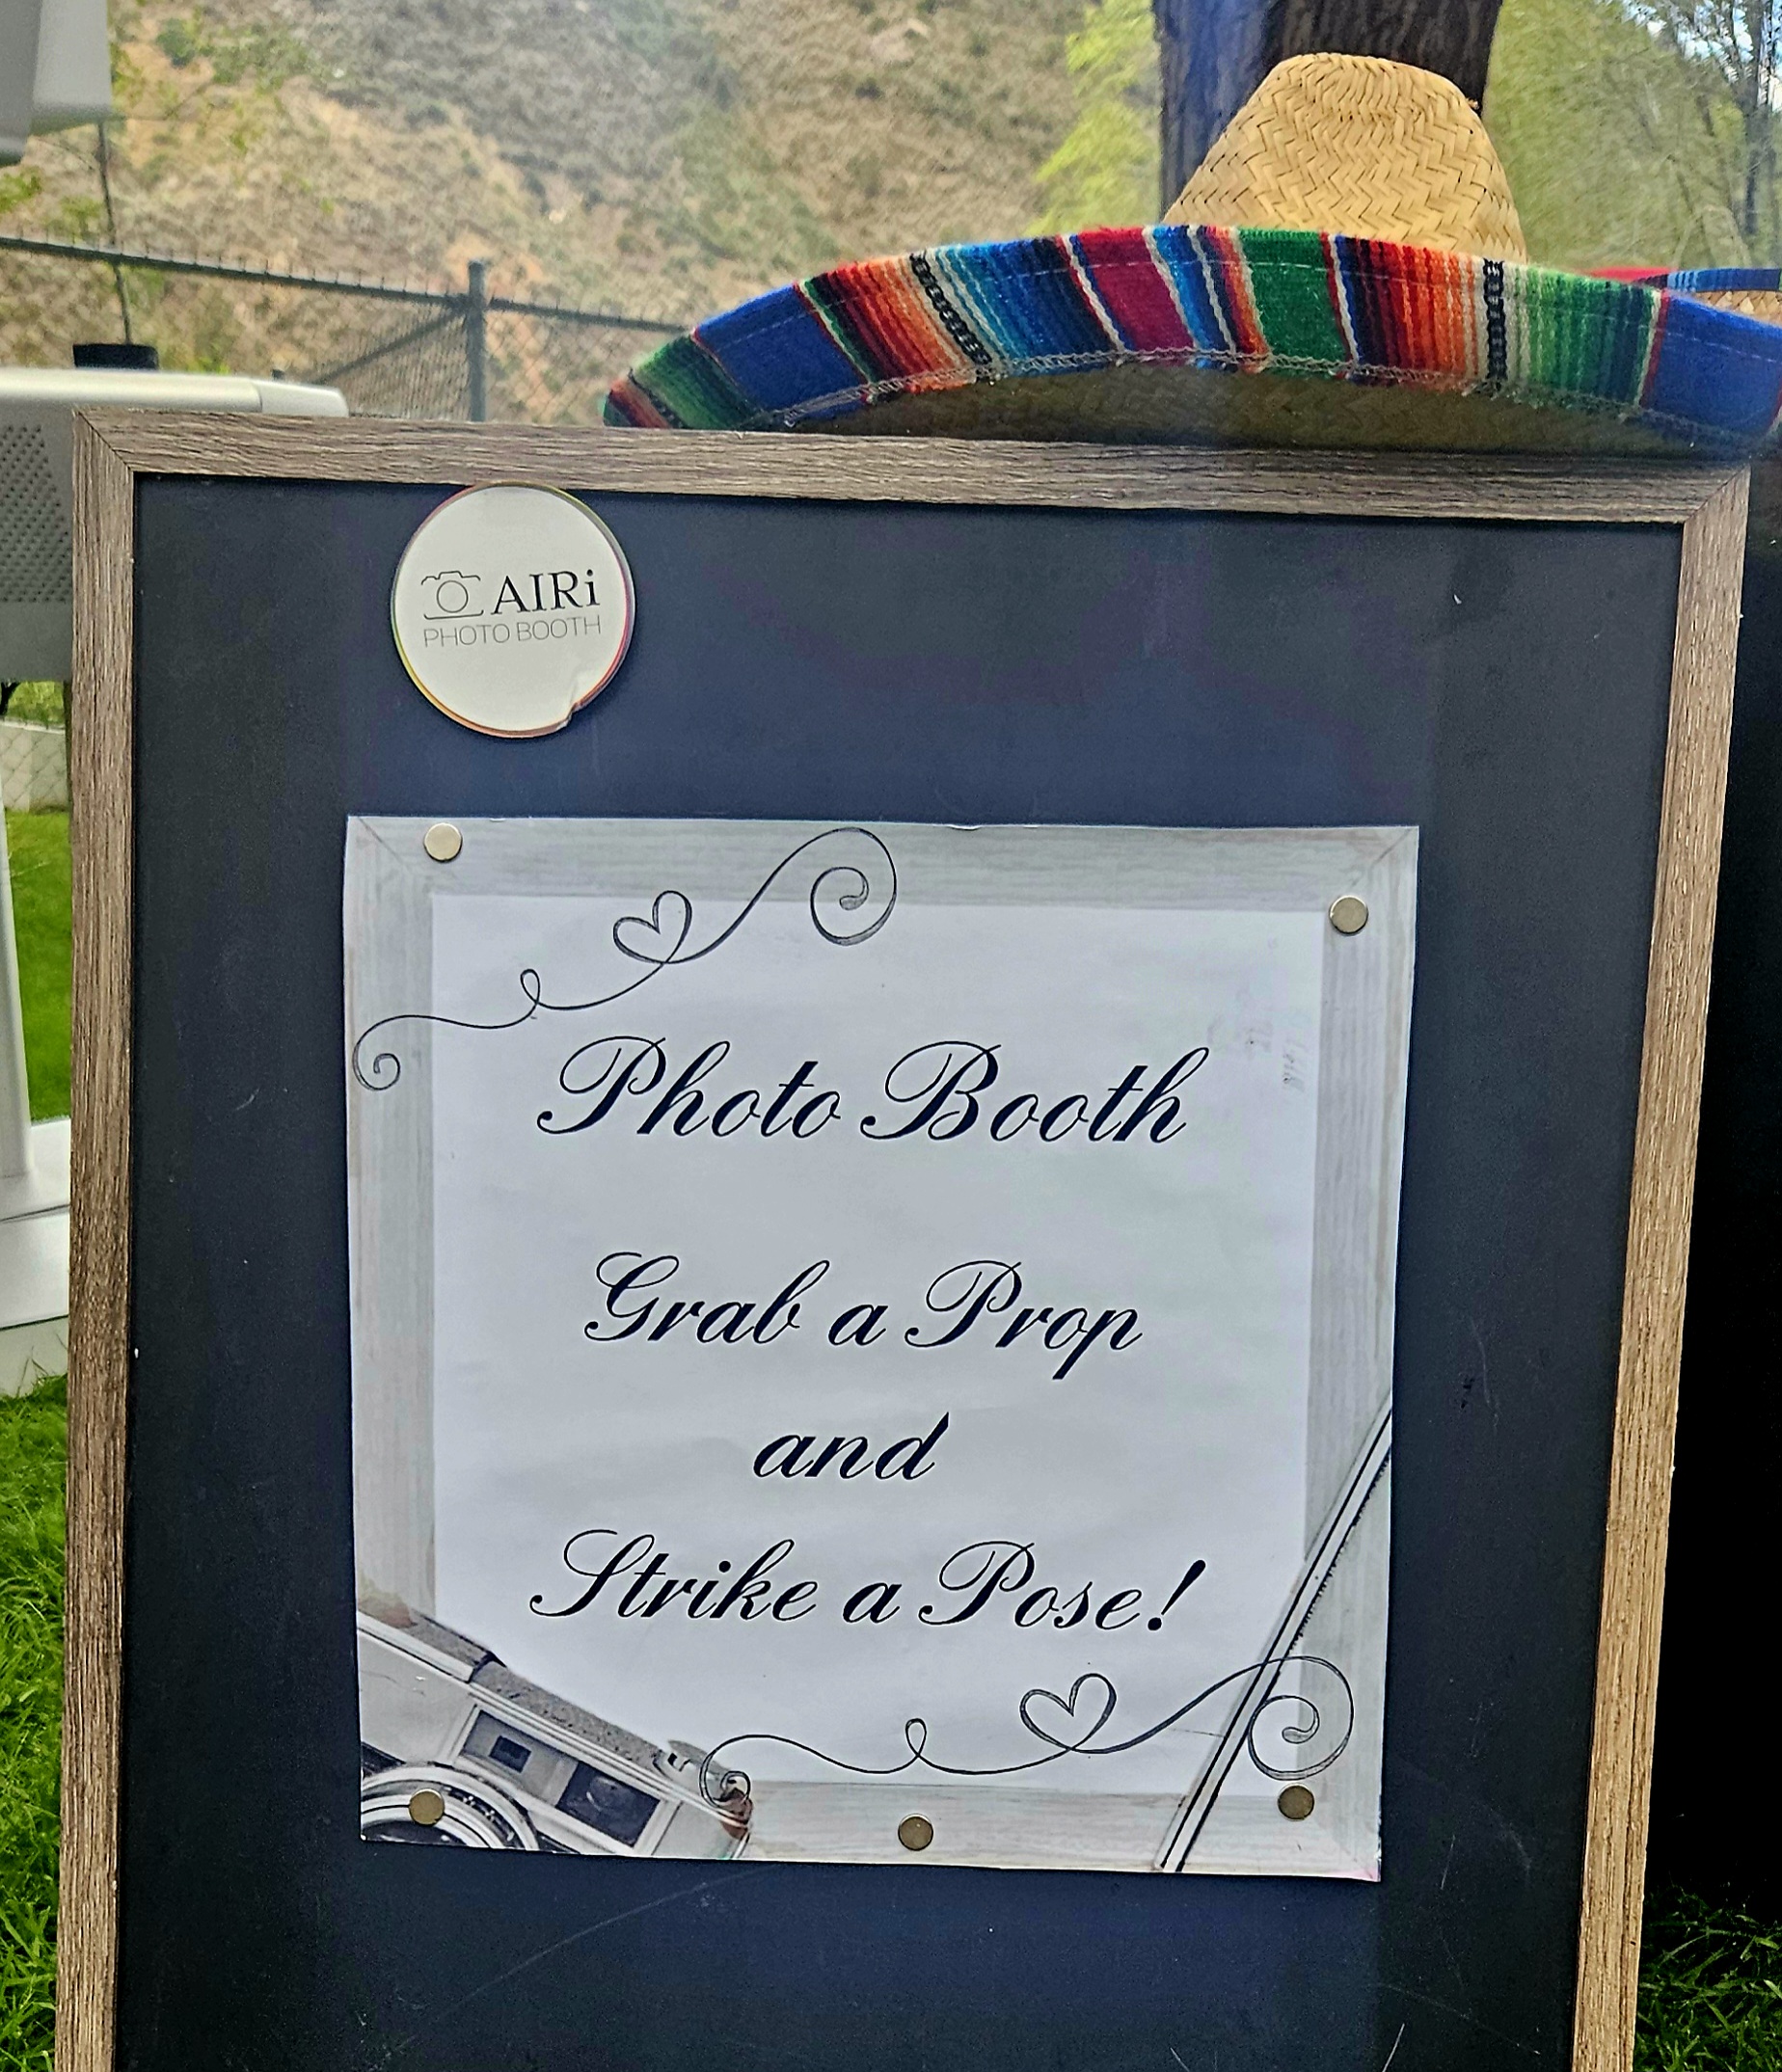 AIRi
PHOTO BOOTH
Photo Booth
Grab a Prop
and
Strike a Pose!